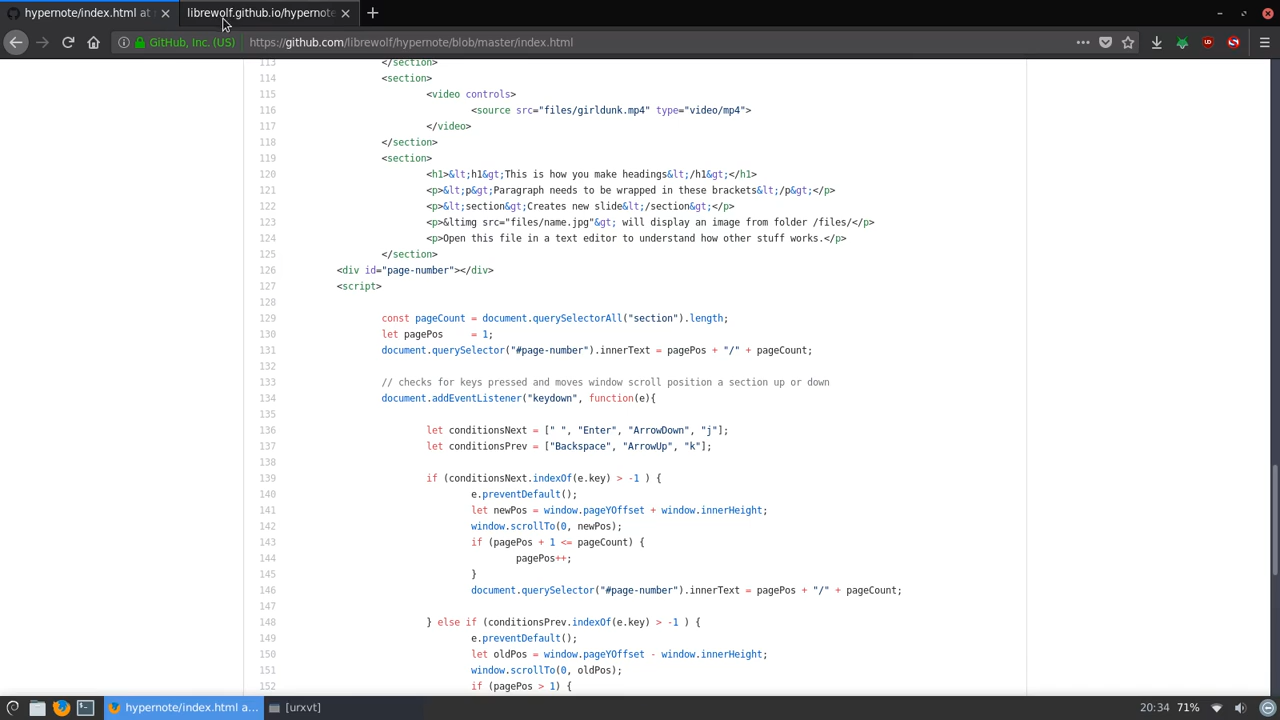 hypernote/index.html at
librewolf.github.io/hypernote
GitHub, Inc. (US)
https://github.com/librewolf/hypernote/blob/master/index.html
113 </section>
114 <section>
115 <video controls>
116 <source src="files/girldunk.mp4" type="video/mp4">
117 </video>
118 </section>
119 <section>
120 <h1>&lt;h1&gt;This is how you make headings&lt;/h1&gt;</h1>
121 <p>&lt;p&gt;Paragraph needs to be wrapped in these brackets&lt;/p&gt;</p>
122 <p>&lt;section&gt;Creates new slide&lt;/section&gt;</p>
123 <p>&ltimg src="files/name.jpg"&gt; will display an image from folder /files/</p>
124 <p>Open this file in a text editor to understand how other stuff works.</p>
125 </section>
126 <div id="page-number"></div>
127 <script>
128
129 const pageCount = document.querySelectorAll("section").length;
130 let pagePos = 1;
131 document.querySelector("#page-number").innerText = pagePos + "/" + pageCount;
132
133 // checks for keys pressed and moves window scroll position a section up or down
134 document.addEventListener("keydown", function(e){
135
136 let conditionsNext = [" ", "Enter", "ArrowDown", "j"];
137 let conditionsPrev = ["Backspace", "ArrowUp", "k"];
138
139 if (conditionsNext.indexOf(e.key) > -1 ) {
140 e.preventDefault();
141 let newPos = window.pageYOffset + window.innerHeight;
142 window.scrollTo(0, newPos);
143 if (pagePos + 1 <= pageCount) {
144 pagePos++;
145 }
146 document.querySelector("#page-number").innerText = pagePos + "/" + pageCount;
147
148 } else if (conditionsPrev.indexOf(e.key) > -1 ) {
149 e.preventDefault();
150 let oldPos = window.pageYOffset - window.innerHeight;
151 window.scrollTo(0, oldPos);
152 if (pagePos > 1) {
hypernote/index.html a...
[urxvt]
20:34 71%